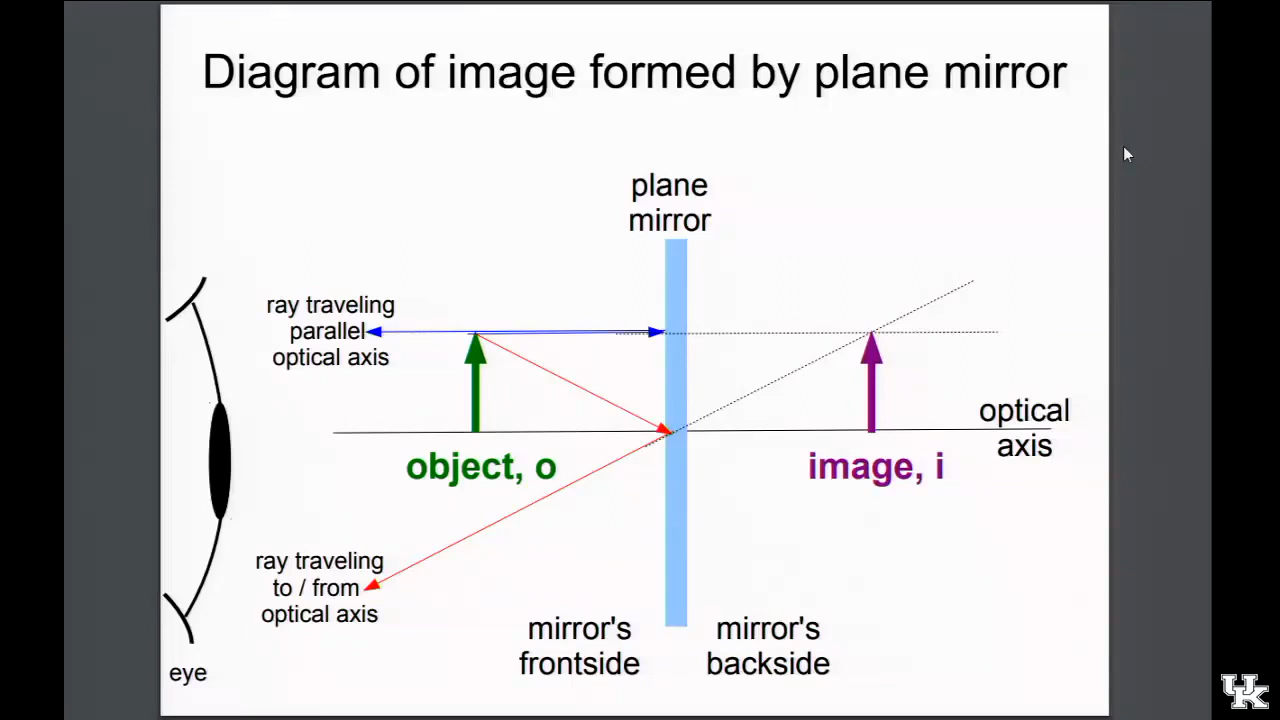 Diagram of image formed by plane mirror
plane
mirror
ray traveling
parallel
optical axis
optical
axis
object, o
image, i
ray traveling
to / from
optical axis
mirror's
frontside
mirror's
backside
eye
UK